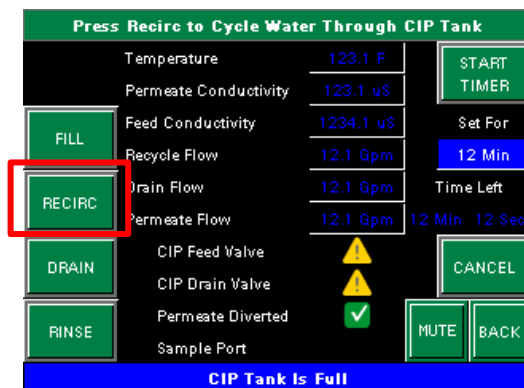 Press Recirc to Cycle Water Through CIP Tank
Temperature 123.1 F
START TIMER
Permeate Conductivity 123.1 uS
FILL
Feed Conductivity 1234.1 uS
Set For
Recycle Flow 12.1 Gpm
12 Min
RECIRC
Drain Flow 12.1 Gpm
Time Left
Permeate Flow 12.1 Gpm
12 Min 12 Sec
DRAIN
CIP Feed Valve
CANCEL
CIP Drain Valve
RINSE
Permeate Diverted
MUTE
BACK
Sample Port
CIP Tank Is Full